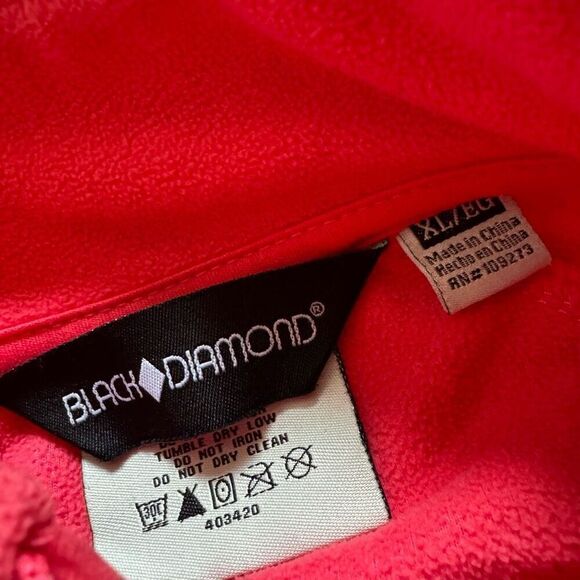 XL/EG
Made in China
Hecho en China
RN# 109273
BLACK DIAMOND®
TUMBLE DRY LOW
DO NOT IRON
DO NOT DRY CLEAN
403420